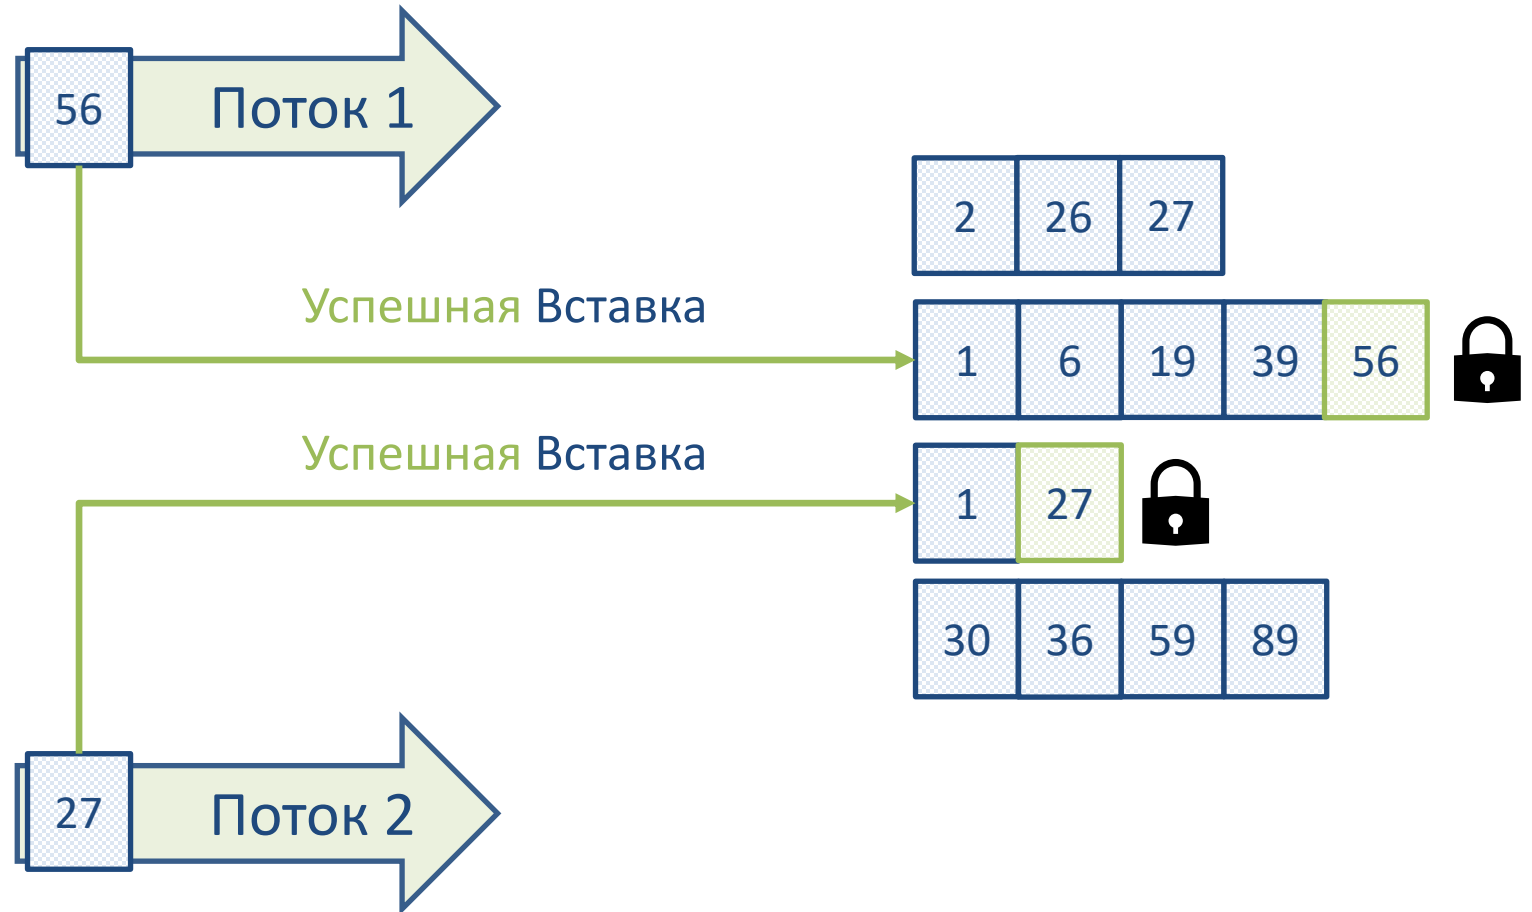 56 Поток 1
2 26 27
Успешная Вставка
1 6 19 39 56
Успешная Вставка
1 27
30 36 59 89
27 Поток 2